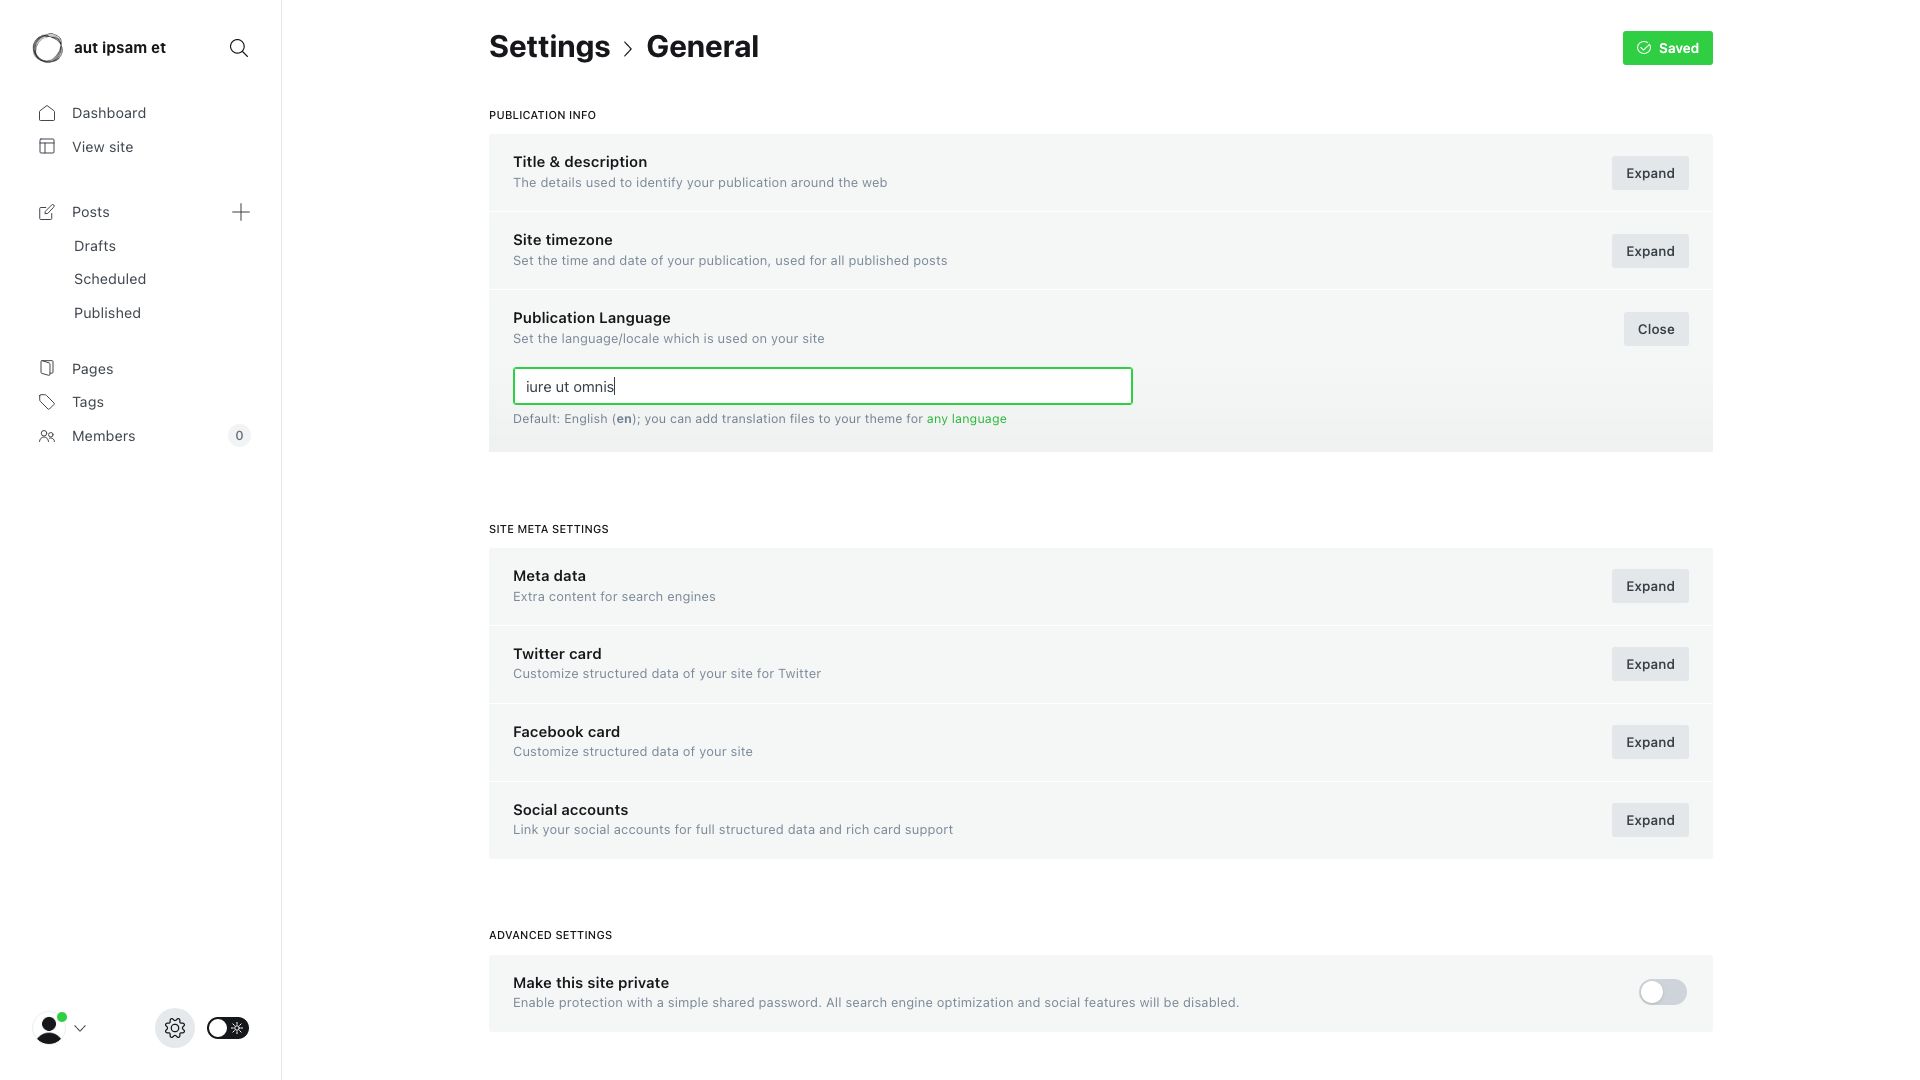 aut ipsam et
Dashboard
View site
Posts
Drafts
Scheduled
Published
Pages
Tags
Members
0
Settings
General
Saved
PUBLICATION INFO
Title & description
The details used to identify your publication around the web
Expand
Site timezone
Set the time and date of your publication, used for all published posts
Expand
Publication Language
Set the language/locale which is used on your site
Close
iure ut omnis
Default: English (en); you can add translation files to your theme for any language
SITE META SETTINGS
Meta data
Extra content for search engines
Expand
Twitter card
Customize structured data of your site for Twitter
Expand
Facebook card
Customize structured data of your site
Expand
Social accounts
Link your social accounts for full structured data and rich card support
Expand
ADVANCED SETTINGS
Make this site private
Enable protection with a simple shared password. All search engine optimization and social features will be disabled.